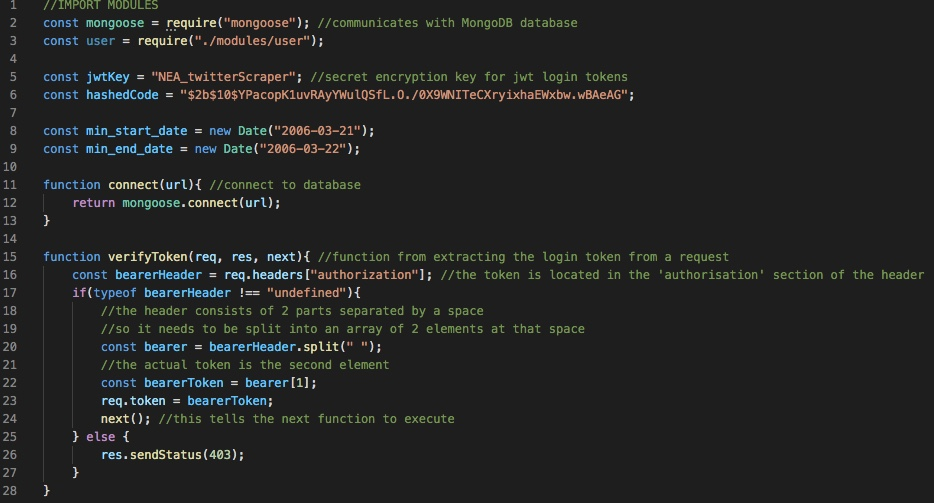 1 //IMPORT MODULES
2 const mongoose = require("mongoose"); //communicates with MongoDB database
3 const user = require("./modules/user");
4
5 const jwtKey = "NEA_twitterScraper"; //secret encryption key for jwt login tokens
6 const hashedCode = "$2b$10$YPacopK1uvRAyYWulQSfL.O./0X9WNITeCXryixhaEWxbw.wBAeAG";
7
8 const min_start_date = new Date("2006-03-21");
9 const min_end_date = new Date("2006-03-22");
10
11 function connect(url){ //connect to database
12     return mongoose.connect(url);
13 }
14
15 function verifyToken(req, res, next){ //function from extracting the login token from a request
16     const bearerHeader = req.headers["authorization"]; //the token is located in the 'authorisation' section of the header
17     if(typeof bearerHeader !== "undefined"){
18         //the header consists of 2 parts separated by a space
19         //so it needs to be split into an array of 2 elements at that space
20         const bearer = bearerHeader.split(" ");
21         //the actual token is the second element
22         const bearerToken = bearer[1];
23         req.token = bearerToken;
24         next(); //this tells the next function to execute
25     } else {
26         res.sendStatus(403);
27     }
28 }